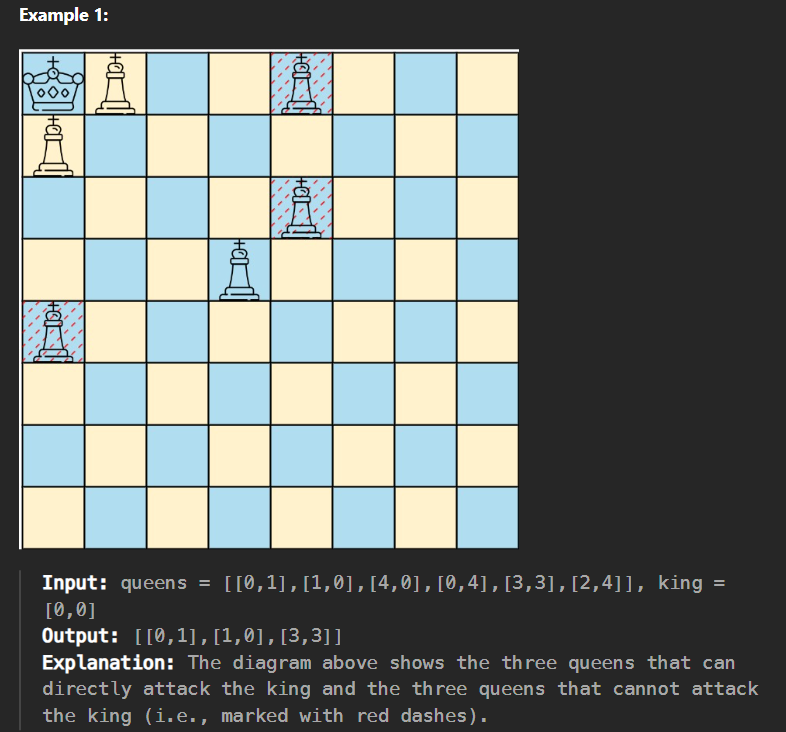 Example 1:
Input: queens = [[0,1],[1,0],[4,0],[0,4],[3,3],[2,4]], king =
[0,0]
Output: [[0,1],[1,0],[3,3]]
Explanation: The diagram above shows the three queens that can
directly attack the king and the three queens that cannot attack
the king (i.e., marked with red dashes).